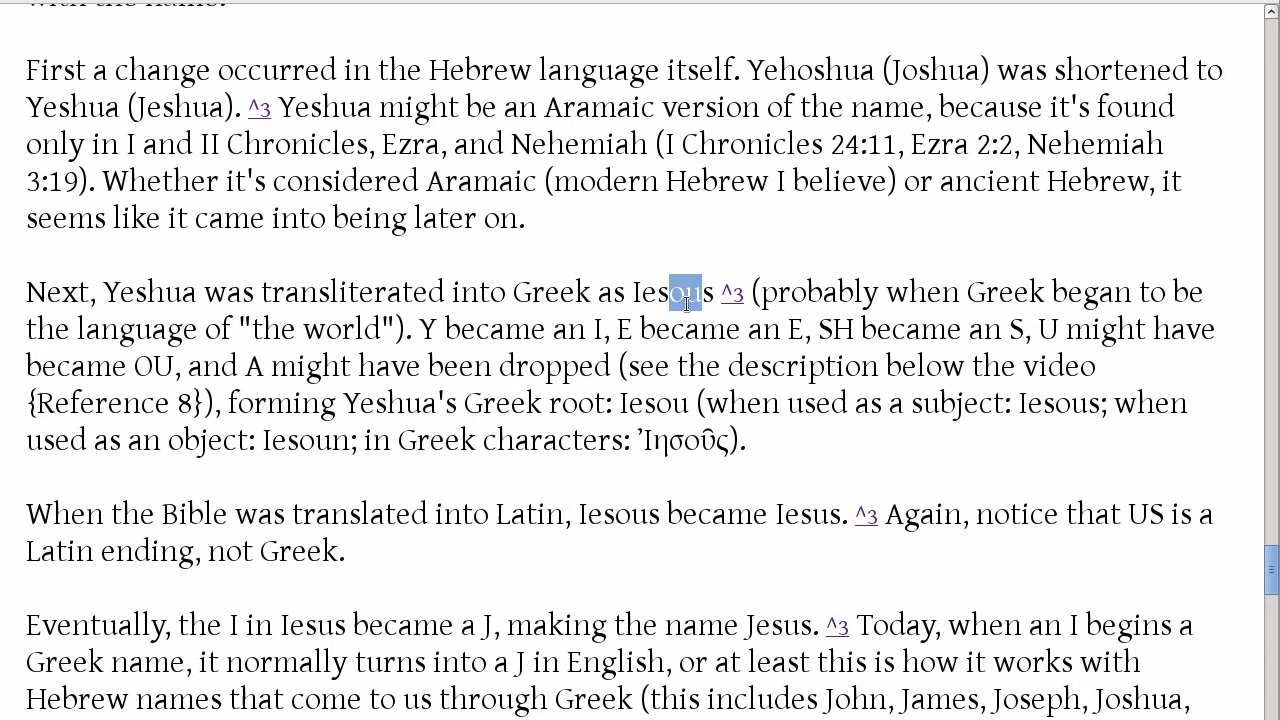 with the name.
First a change occurred in the Hebrew language itself. Yehoshua (Joshua) was shortened to
Yeshua (Jeshua). ^3 Yeshua might be an Aramaic version of the name, because it's found
only in I and II Chronicles, Ezra, and Nehemiah (I Chronicles 24:11, Ezra 2:2, Nehemiah
3:19). Whether it's considered Aramaic (modern Hebrew I believe) or ancient Hebrew, it
seems like it came into being later on.
Next, Yeshua was transliterated into Greek as Iesous ^3 (probably when Greek began to be
the language of "the world"). Y became an I, E became an E, SH became an S, U might have
became OU, and A might have been dropped (see the description below the video
{Reference 8}), forming Yeshua's Greek root: Iesou (when used as a subject: Iesous; when
used as an object: Iesoun; in Greek characters: Ἰησοῦς).
When the Bible was translated into Latin, Iesous became Iesus. ^3 Again, notice that US is a
Latin ending, not Greek.
Eventually, the I in Iesus became a J, making the name Jesus. ^3 Today, when an I begins a
Greek name, it normally turns into a J in English, or at least this is how it works with
Hebrew names that come to us through Greek (this includes John, James, Joseph, Joshua,